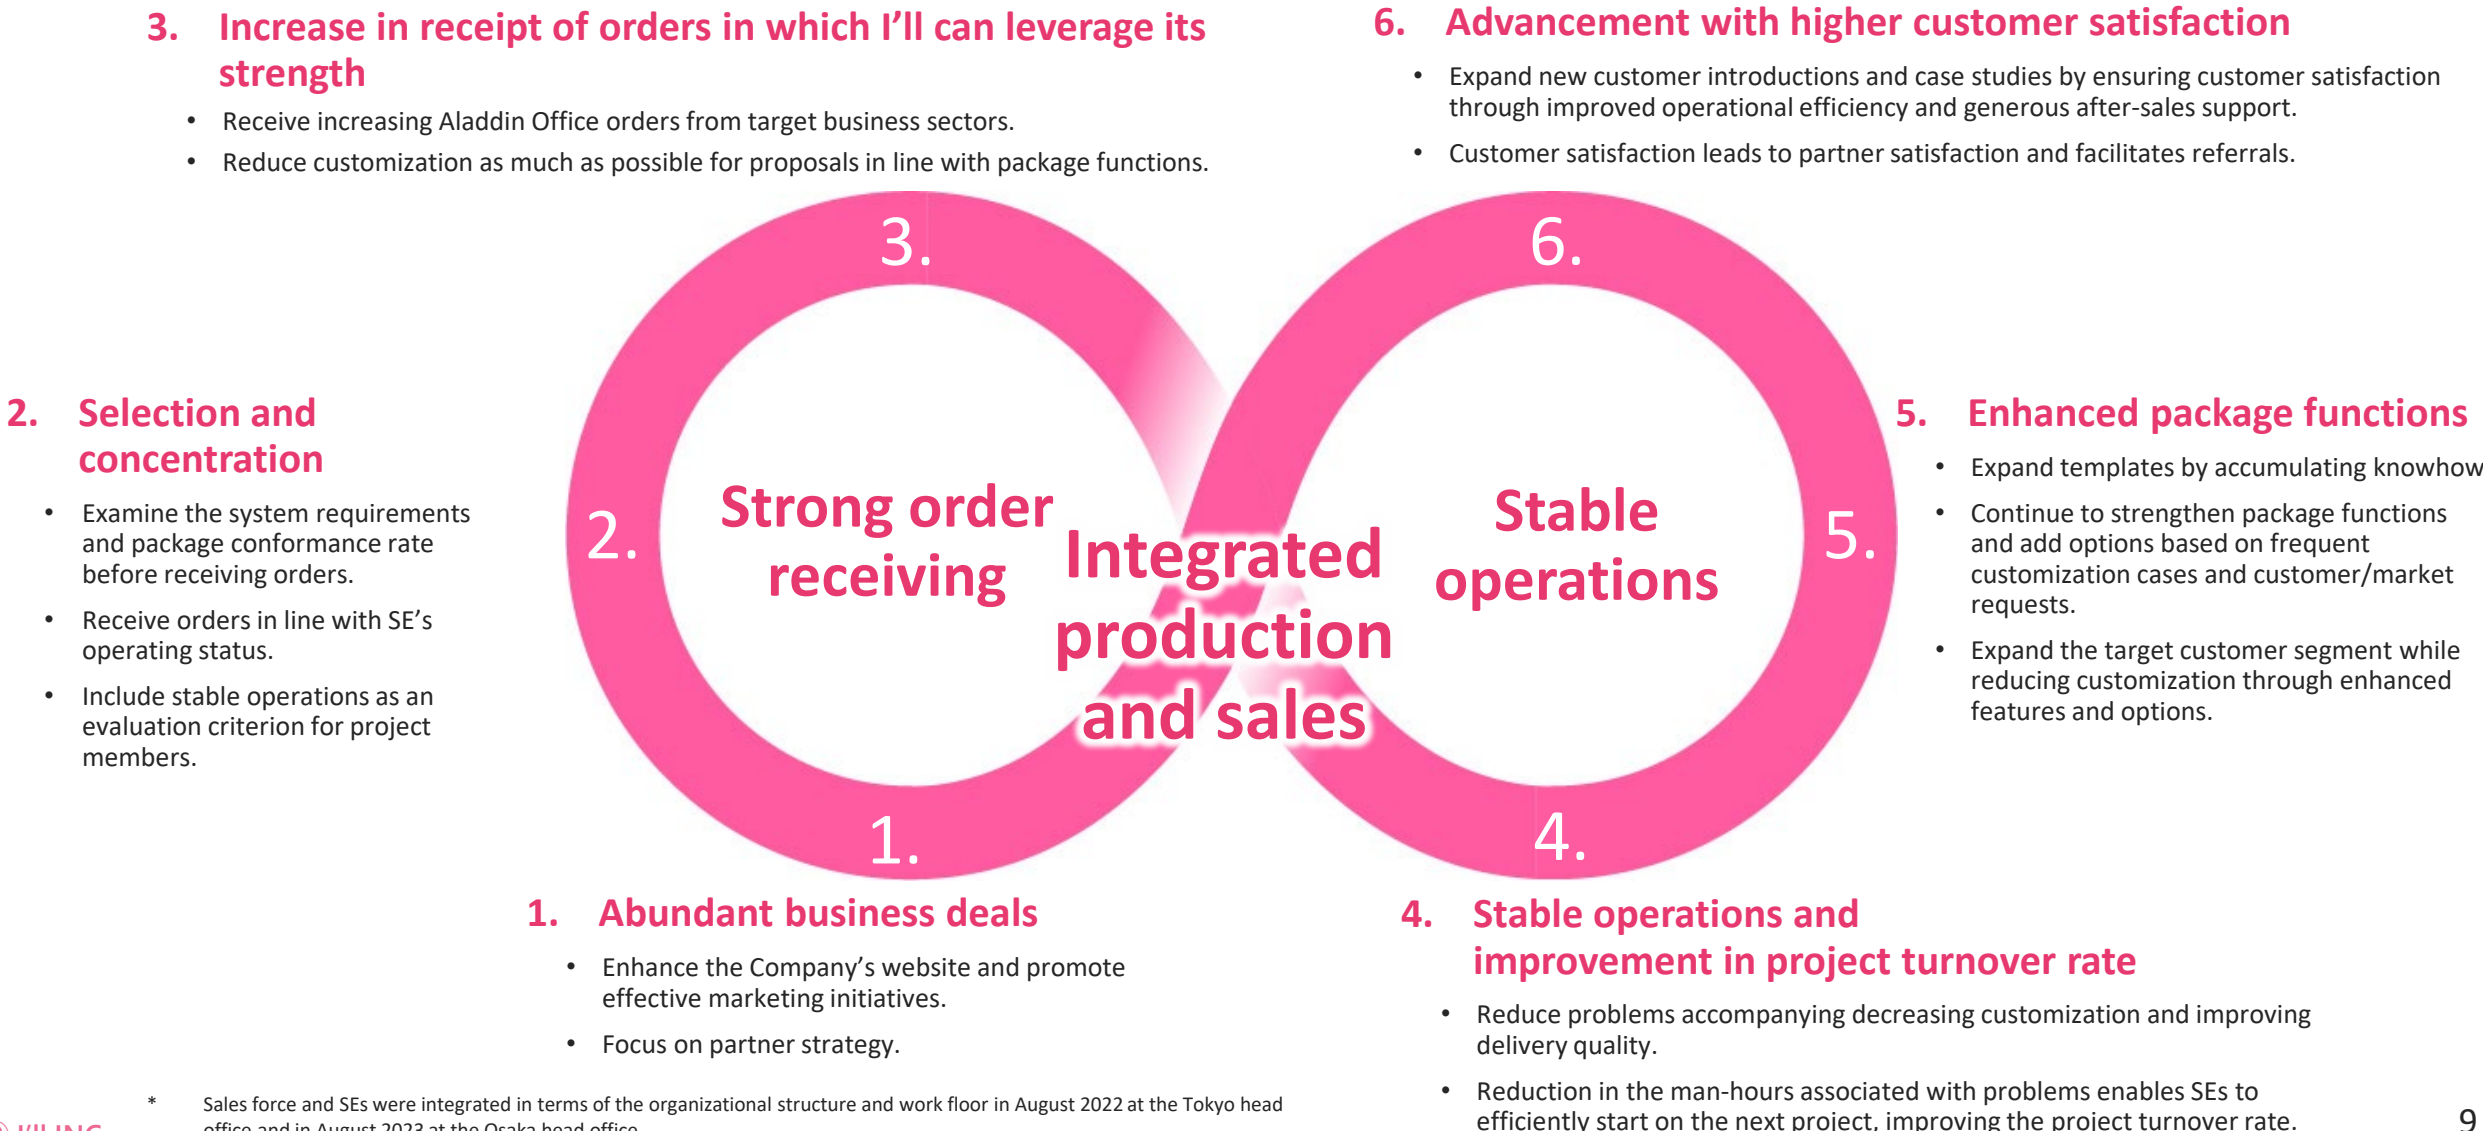 3. Increase in receipt of orders in which I'll can leverage its
strength
• Receive increasing Aladdin Office orders from target business sectors.
• Reduce customization as much as possible for proposals in line with package functions.
6. Advancement with higher customer satisfaction
• Expand new customer introductions and case studies by ensuring customer satisfaction
through improved operational efficiency and generous after-sales support.
• Customer satisfaction leads to partner satisfaction and facilitates referrals.
3.
6.
2. Selection and
concentration
• Examine the system requirements
and package conformance rate
before receiving orders.
• Receive orders in line with SE's
operating status.
• Include stable operations as an
evaluation criterion for project
members.
2.
Strong order
receiving
Integrated
production
and sales
Stable
operations
5.
5. Enhanced package functions
• Expand templates by accumulating knowhow
• Continue to strengthen package functions
and add options based on frequent
customization cases and customer/market
requests.
• Expand the target customer segment while
reducing customization through enhanced
features and options.
1.
4.
1. Abundant business deals
• Enhance the Company's website and promote
effective marketing initiatives.
• Focus on partner strategy.
4. Stable operations and
improvement in project turnover rate
• Reduce problems accompanying decreasing customization and improving
delivery quality.
• Reduction in the man-hours associated with problems enables SEs to
efficiently start on the next project, improving the project turnover rate.
* Sales force and SEs were integrated in terms of the organizational structure and work floor in August 2022 at the Tokyo head
office and in August 2023 at the Osaka head office
I'll INC
9